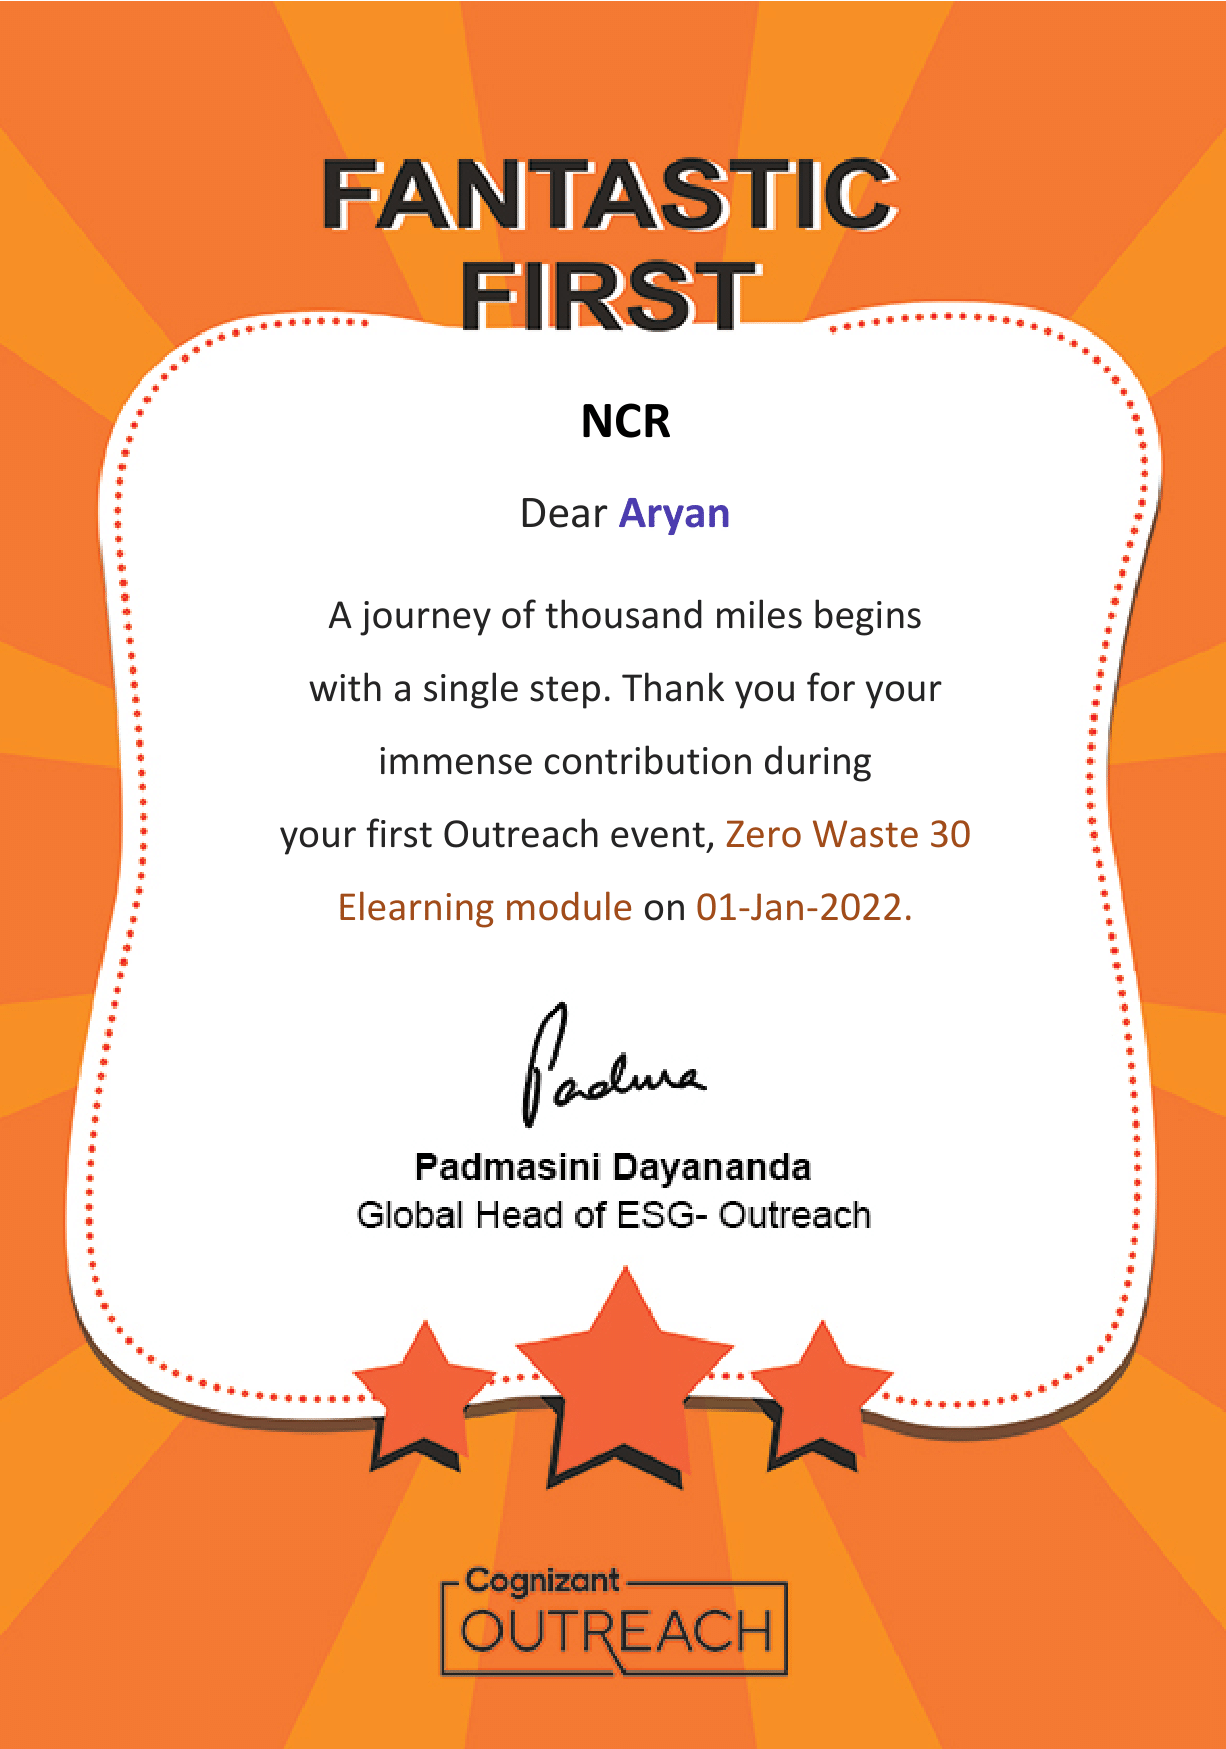 FANTASTIC
FIRST
NCR
Dear Aryan
A journey of thousand miles begins
with a single step. Thank you for your
immense contribution during
your first Outreach event, Zero Waste 30
Elearning module on 01-Jan-2022.
Padma
Padmasini Dayananda
Global Head of ESG- Outreach
Cognizant
OUTREACH